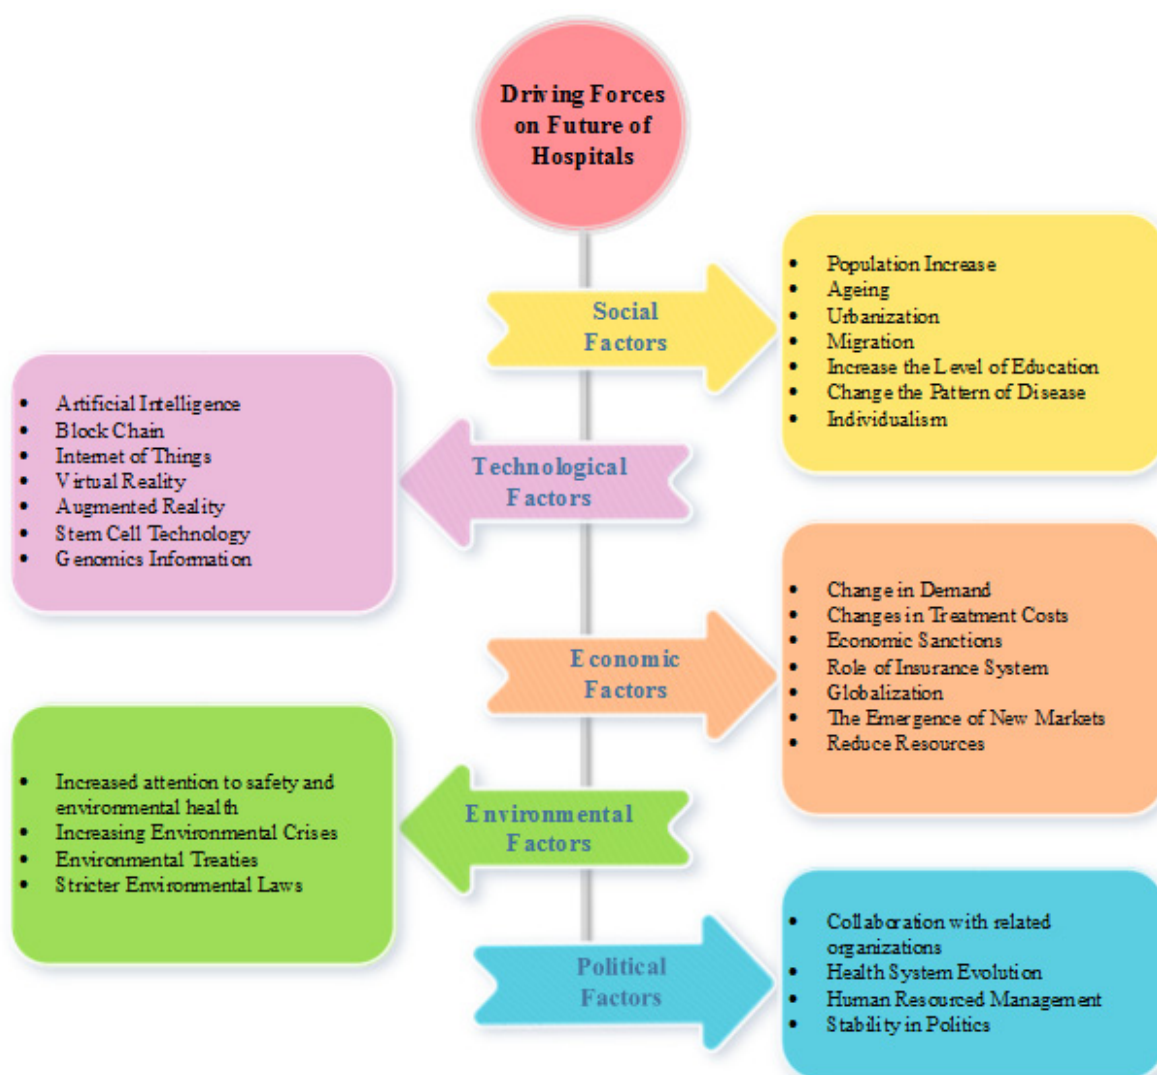 Driving Forces
on Future of
Hospitals
Social
Factors
• Population Increase
• Ageing
• Urbanization
• Migration
• Increase the Level of Education
• Change the Pattern of Disease
• Individualism
Technological
Factors
• Artificial Intelligence
• Block Chain
• Internet of Things
• Virtual Reality
• Augmented Reality
• Stem Cell Technology
• Genomics Information
Economic
Factors
• Change in Demand
• Changes in Treatment Costs
• Economic Sanctions
• Role of Insurance System
• Globalization
• The Emergence of New Markets
• Reduce Resources
Environmental
Factors
• Increased attention to safety and
environmental health
• Increasing Environmental Crises
• Environmental Treaties
• Stricter Environmental Laws
Political
Factors
• Collaboration with related
organizations
• Health System Evolution
• Human Resourced Management
• Stability in Politics